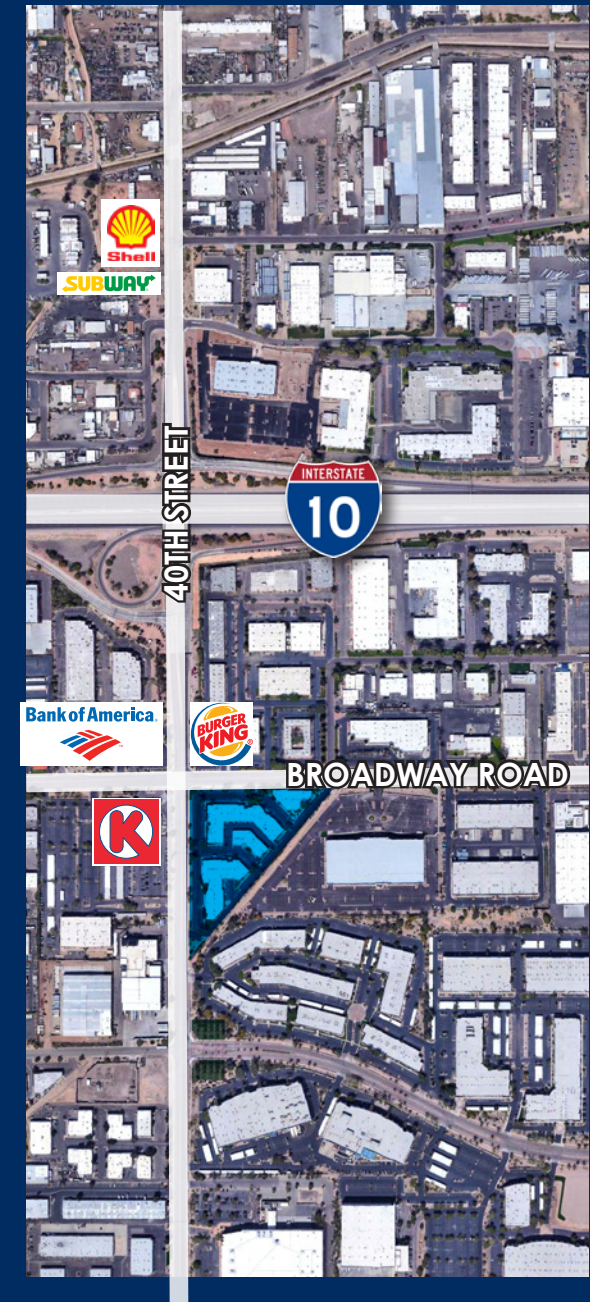 Shell
SUBWAY
40TH STREET
INTERSTATE
10
Bank of America
BURGER
KING
BROADWAY ROAD
K